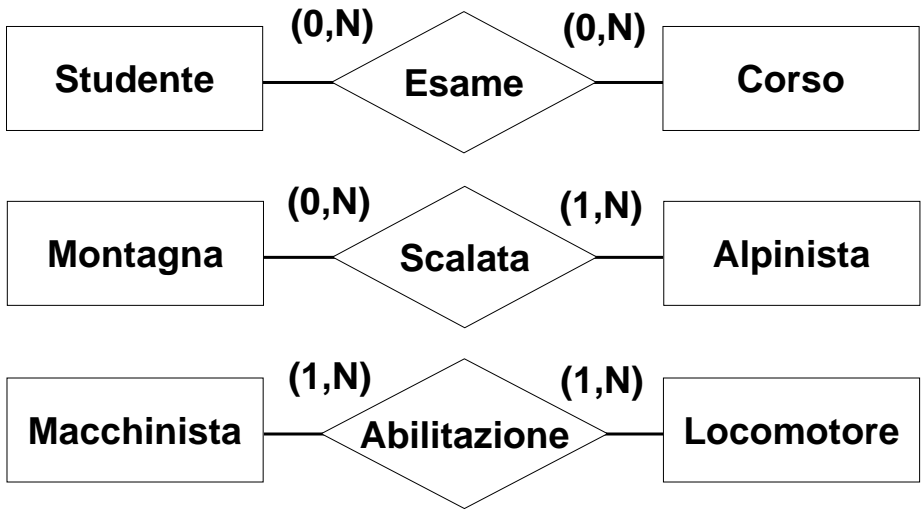 (0,N) (0,N)
Studente Esame Corso
(0,N) (1,N)
Montagna Scalata Alpinista
(1,N) (1,N)
Macchinista Abilitazione Locomotore